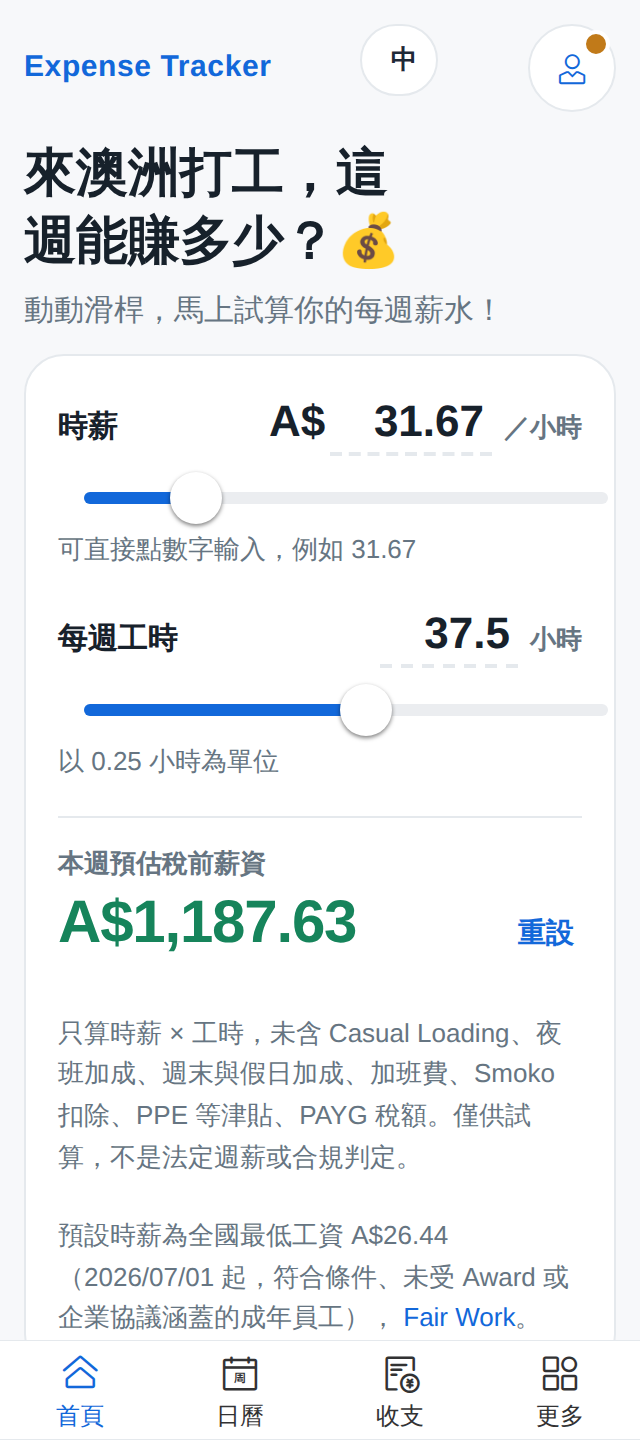 Expense Tracker
中
來澳洲打工，這
週能賺多少？💰
動動滑桿，馬上試算你的每週薪水！
時薪 A$ 31.67 ／小時
可直接點數字輸入，例如 31.67
每週工時 37.5 小時
以 0.25 小時為單位
本週預估稅前薪資
A$1,187.63 重設
只算時薪 × 工時，未含 Casual Loading、夜
班加成、週末與假日加成、加班費、Smoko
扣除、PPE 等津貼、PAYG 稅額。僅供試
算，不是法定週薪或合規判定。
預設時薪為全國最低工資 A$26.44
（2026/07/01 起，符合條件、未受 Award 或
企業協議涵蓋的成年員工），Fair Work。
周 ¥
首頁 日曆 收支 更多